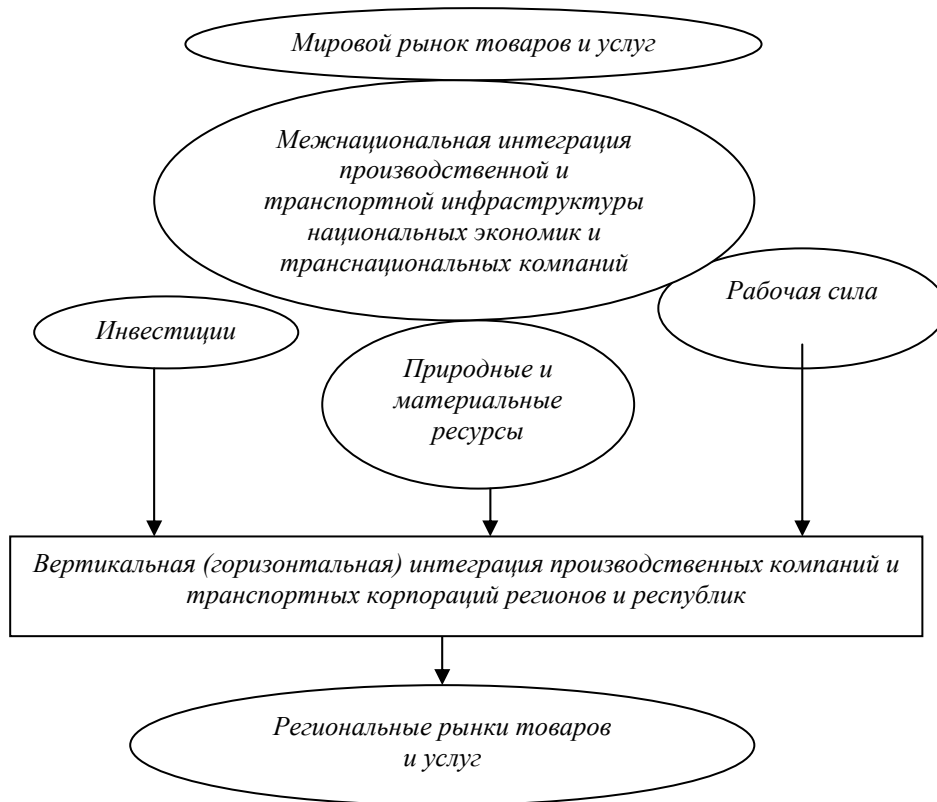 Мировой рынок товаров и услуг
Межнациональная интеграция
производственной и
транспортной инфраструктуры
национальных экономик и
транснациональных компаний
Инвестиции
Природные и
материальные
ресурсы
Рабочая сила
Вертикальная (горизонтальная) интеграция производственных компаний и
транспортных корпораций регионов и республик
Региональные рынки товаров
и услуг